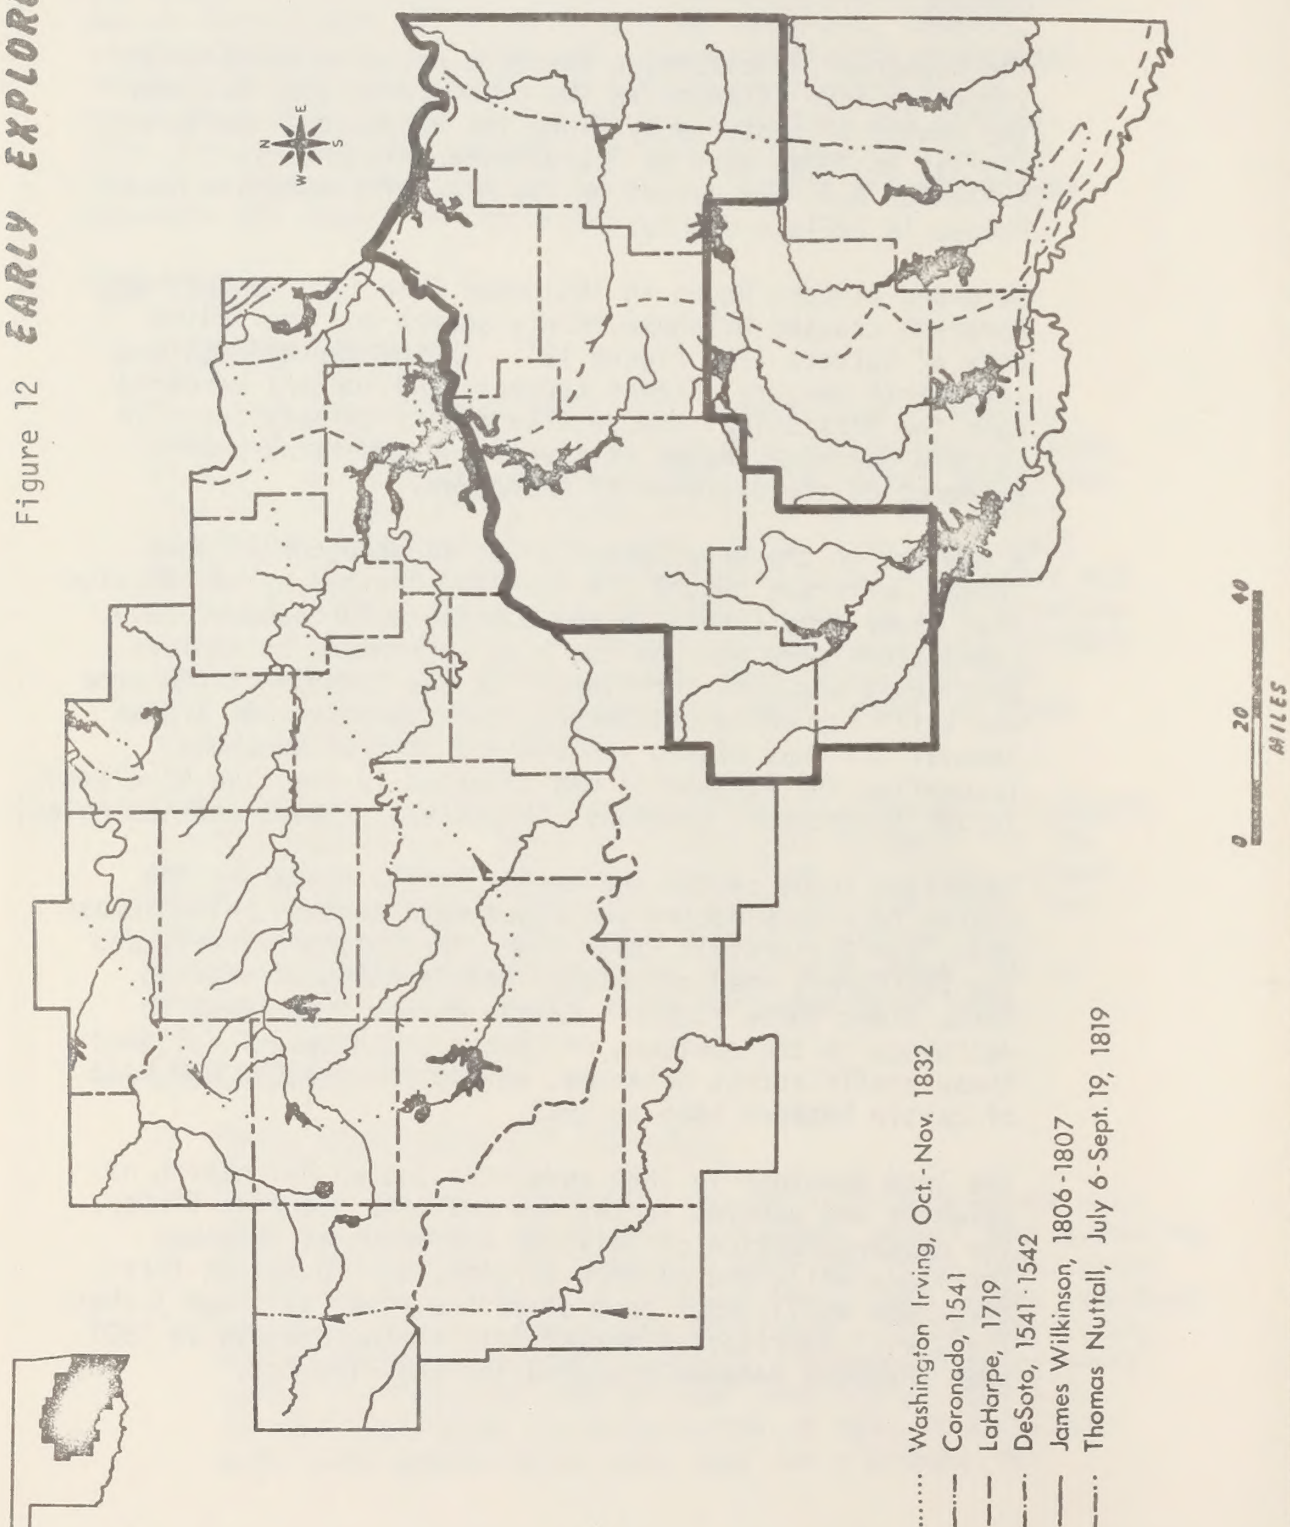 Figure 12 EARLY
N
E
S
W
Washington Irving, Oct.-Nov. 1832
Coronado, 1541
LaHarpe, 1719
DeSoto, 1541-1542
James Wilkinson, 1806-1807
Thomas Nuttall, July 6-Sept. 19, 1819
0 20 40
MILES